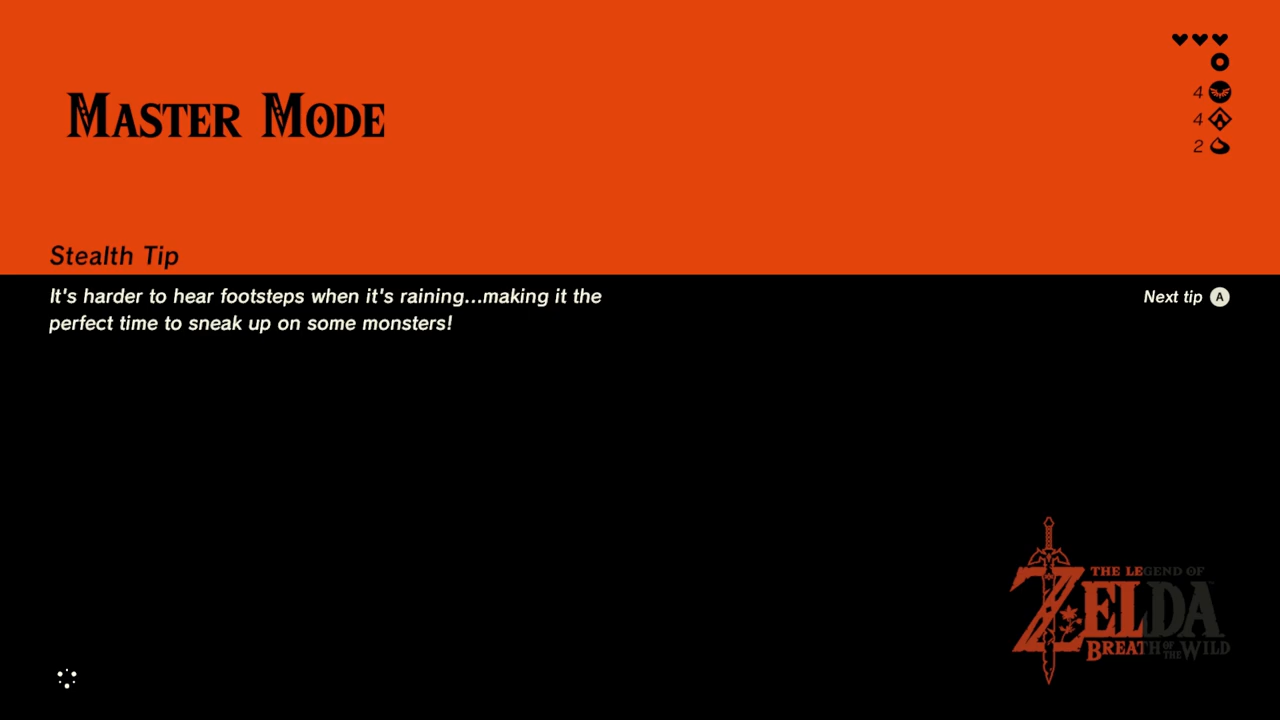 MASTER MODE
4
4
2
Stealth Tip
It's harder to hear footsteps when it's raining...making it the
perfect time to sneak up on some monsters!
Next tip A
THE LEGEND OF
ZELDA
BREATH OF THE WILD